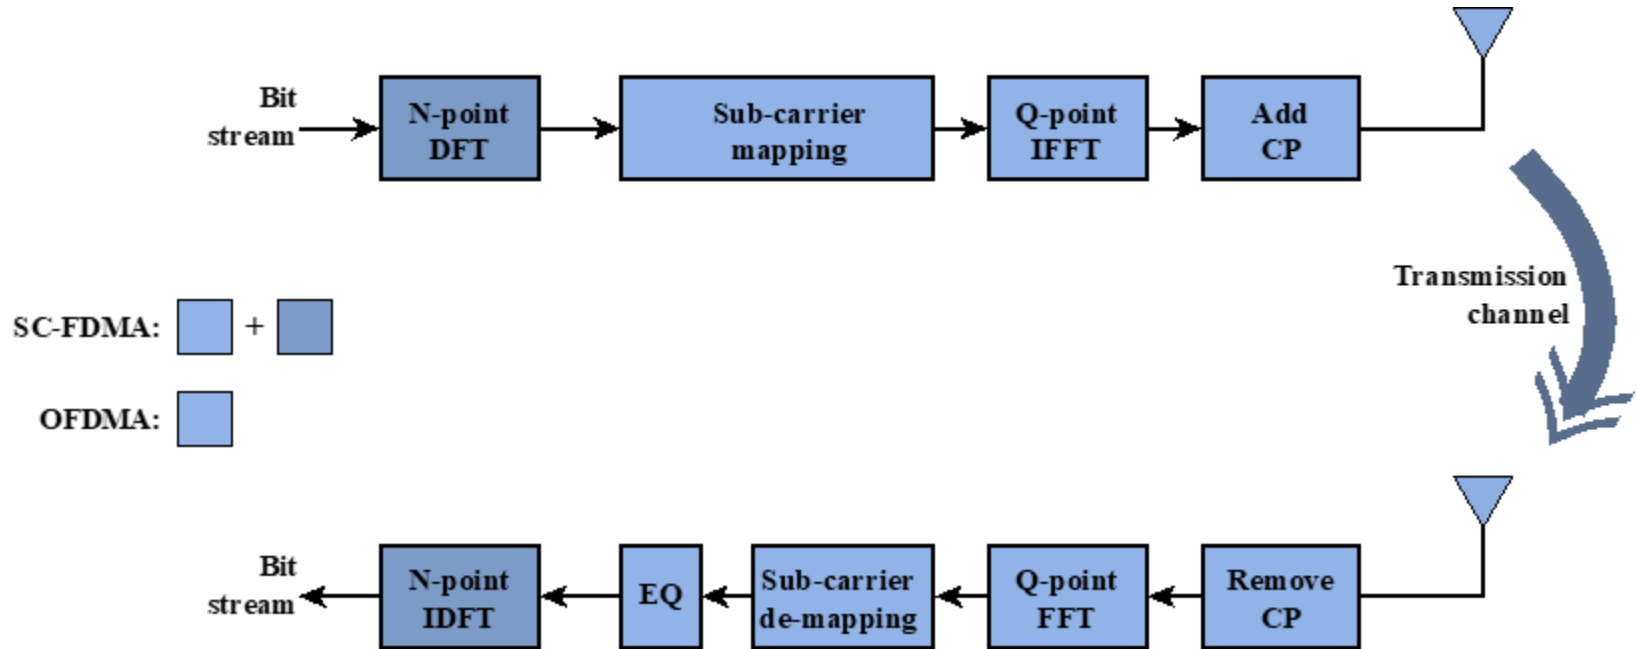 Bit
stream
N-point
DFT
Sub-carrier
mapping
Q-point
IFFT
Add
CP
Transmission
channel
SC-FDMA: +
OFDMA:
Bit
stream
N-point
IDFT
EQ
Sub-carrier
de-mapping
Q-point
FFT
Remove
CP